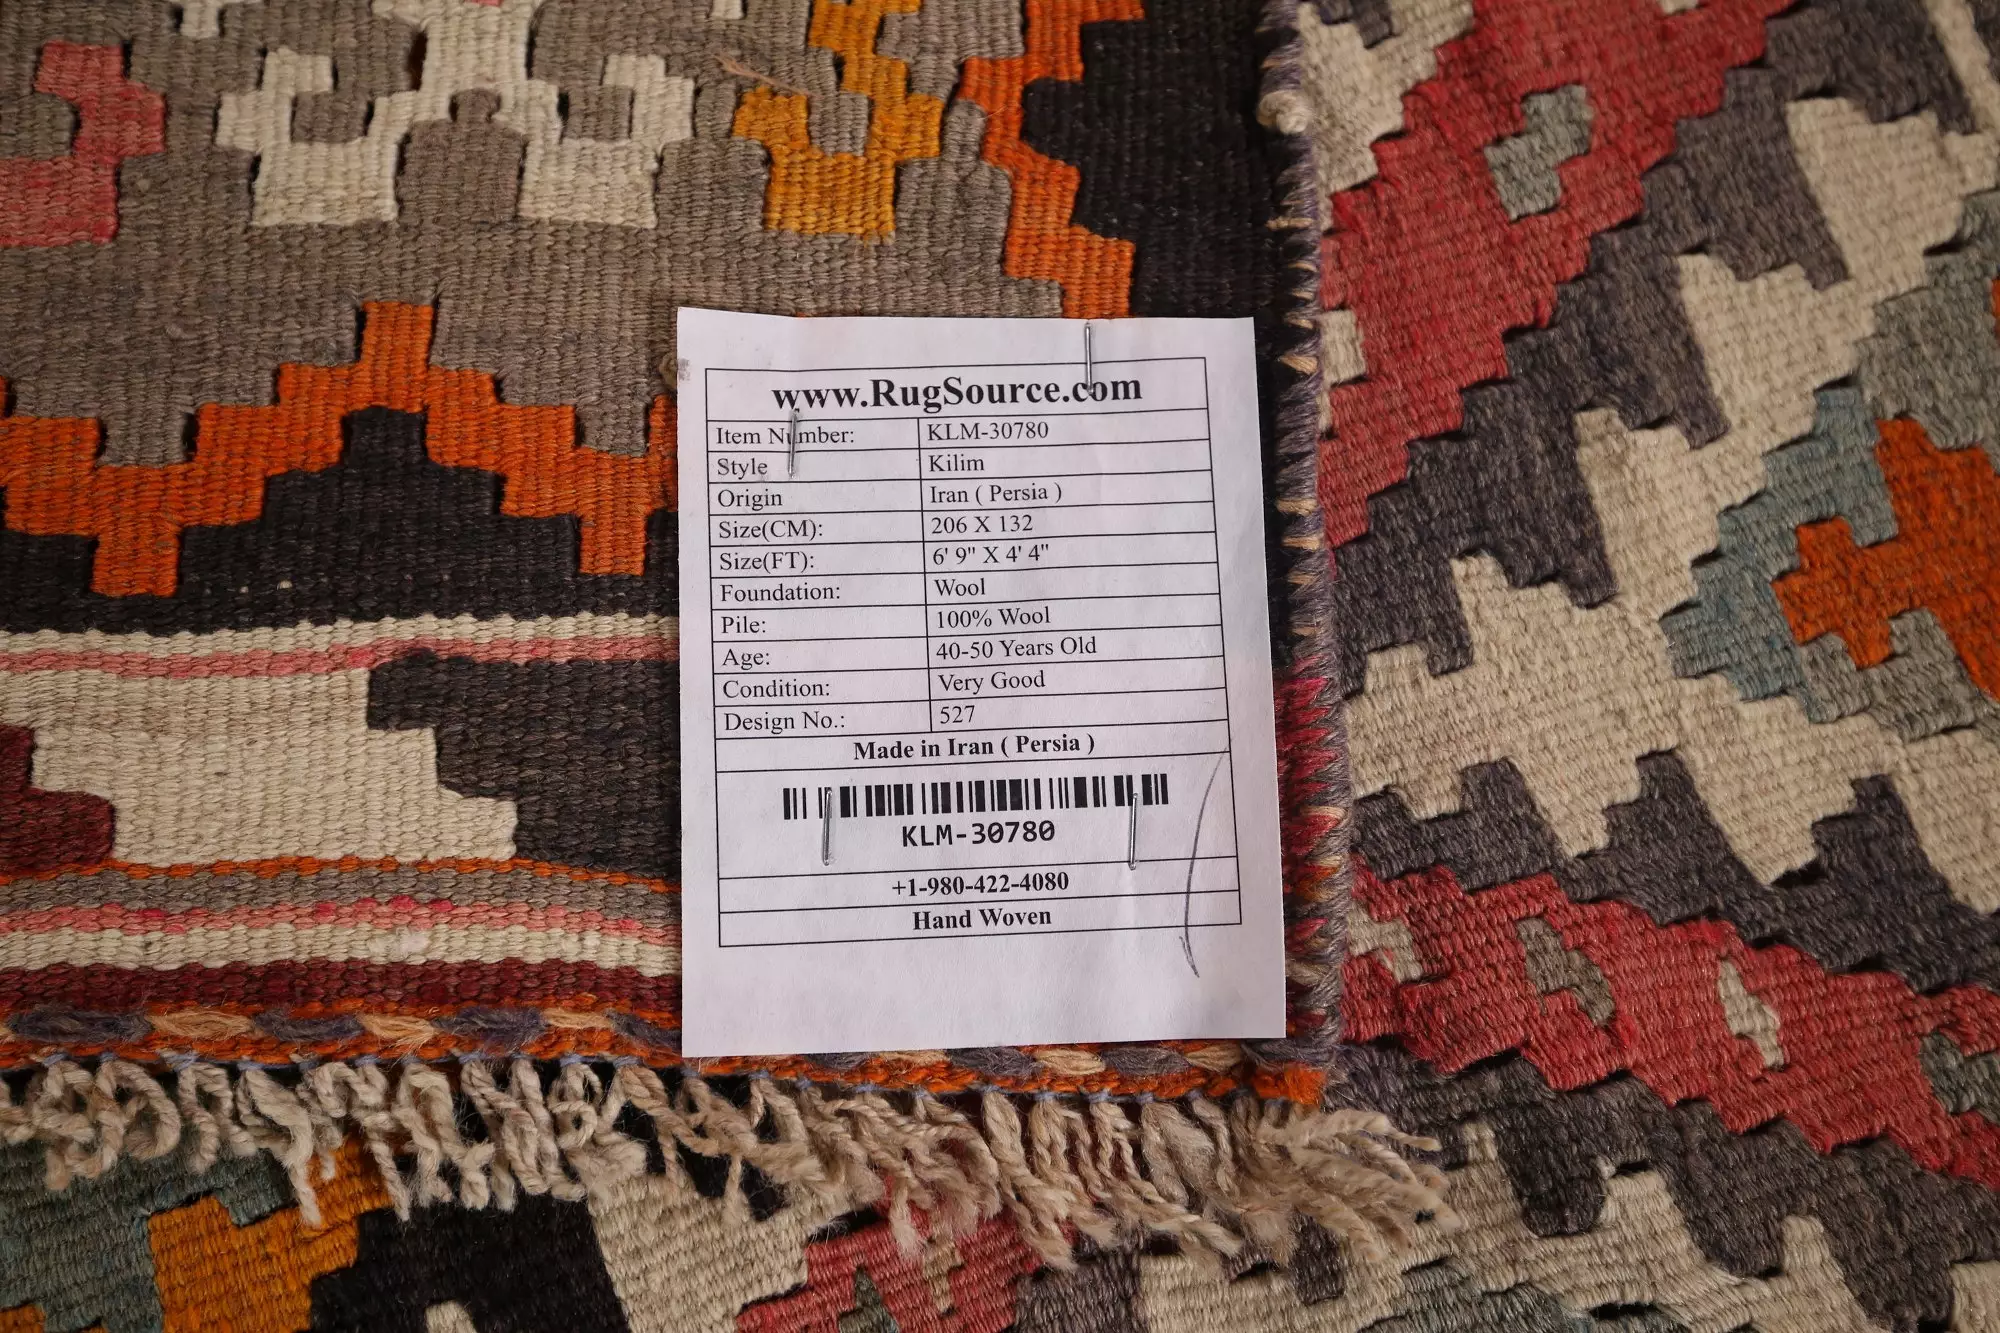 www.RugSource.com
Item Number: KLM-30780
Style Kilim
Origin Iran ( Persia )
Size(CM): 206 X 132
Size(FT): 6' 9" X 4' 4"
Foundation: Wool
Pile: 100% Wool
Age: 40-50 Years Old
Condition: Very Good
Design No.: 527
Made in Iran ( Persia )
KLM-30780
+1-980-422-4080
Hand Woven